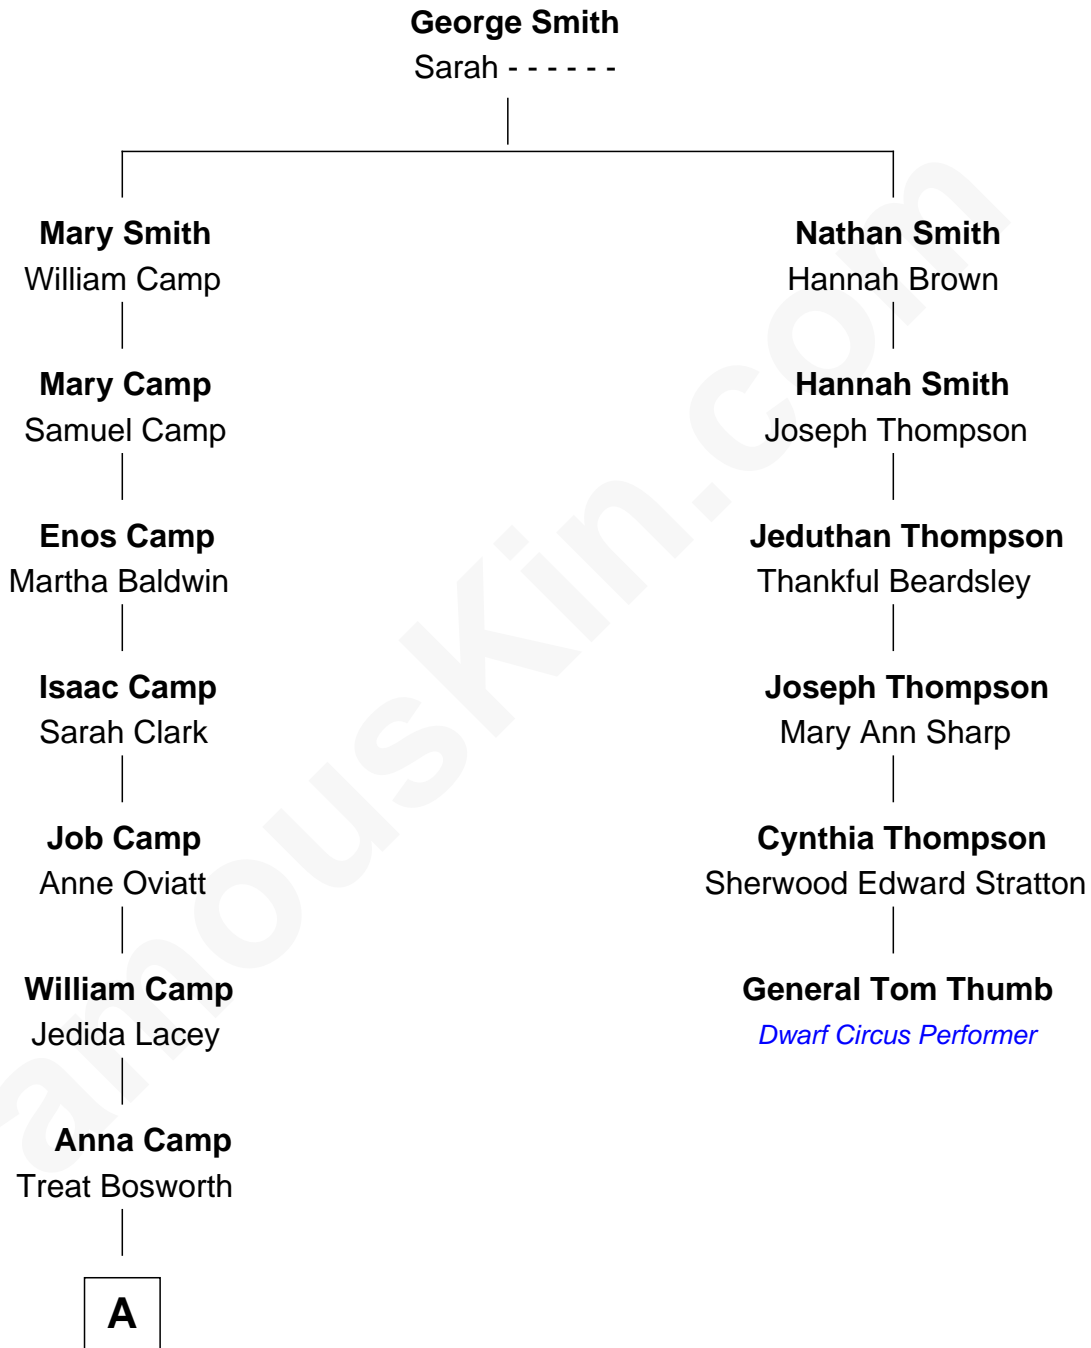 George Smith
Sarah - - - - - -
Mary Smith
William Camp
Nathan Smith
Hannah Brown
Mary Camp
Samuel Camp
Hannah Smith
Joseph Thompson
Enos Camp
Martha Baldwin
Jeduthan Thompson
Thankful Beardsley
Isaac Camp
Sarah Clark
Joseph Thompson
Mary Ann Sharp
Job Camp
Anne Oviatt
Cynthia Thompson
Sherwood Edward Stratton
William Camp
Jedida Lacey
General Tom Thumb
Dwarf Circus Performer
Anna Camp
Treat Bosworth
A
amousKin.com